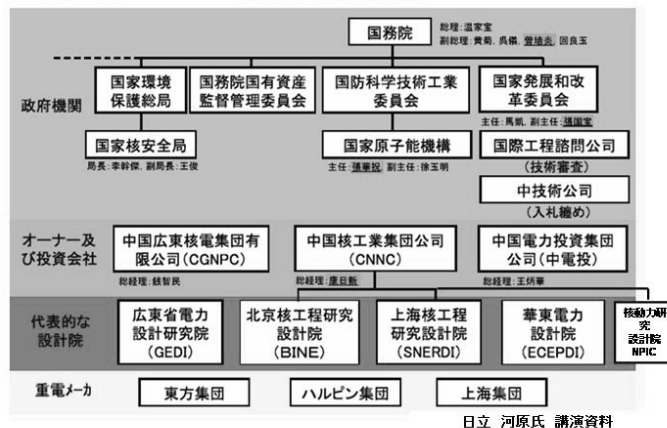 国務院
総理:温家宝
副総理:黄菊, 呉儀, 曽培炎, 回良玉
政府機関
国家環境
保護総局
国務院国有資産
監督管理委員会
国防科学技術工業
委員会
国家発展和改
革委員会
主任:馬凱, 副主任:張国宝
国家核安全局
局長:李幹傑, 副局長:王俊
国家原子能機構
主任:張華祝, 副主任:徐玉明
国際工程諮問公司
(技術審査)
中技術公司
(入札纏め)
オーナー及
び投資会社
中国広東核電集団有
限公司(CGNPC)
総経理:銭智民
中国核工業集団公司
(CNNC)
総経理:康日新
中国電力投資集団
公司(中電投)
総経理:王炳華
代表的な
設計院
広東省電力
設計研究院
(GEDI)
北京核工程研究
設計院
(BINE)
上海核工程
研究設計院
(SNERDI)
華東電力
設計院
(ECEPDI)
核動力研
究
設計院
NPIC
重電メーカ
東方集団
ハルピン集団
上海集団
日立 河原氏 講演資料